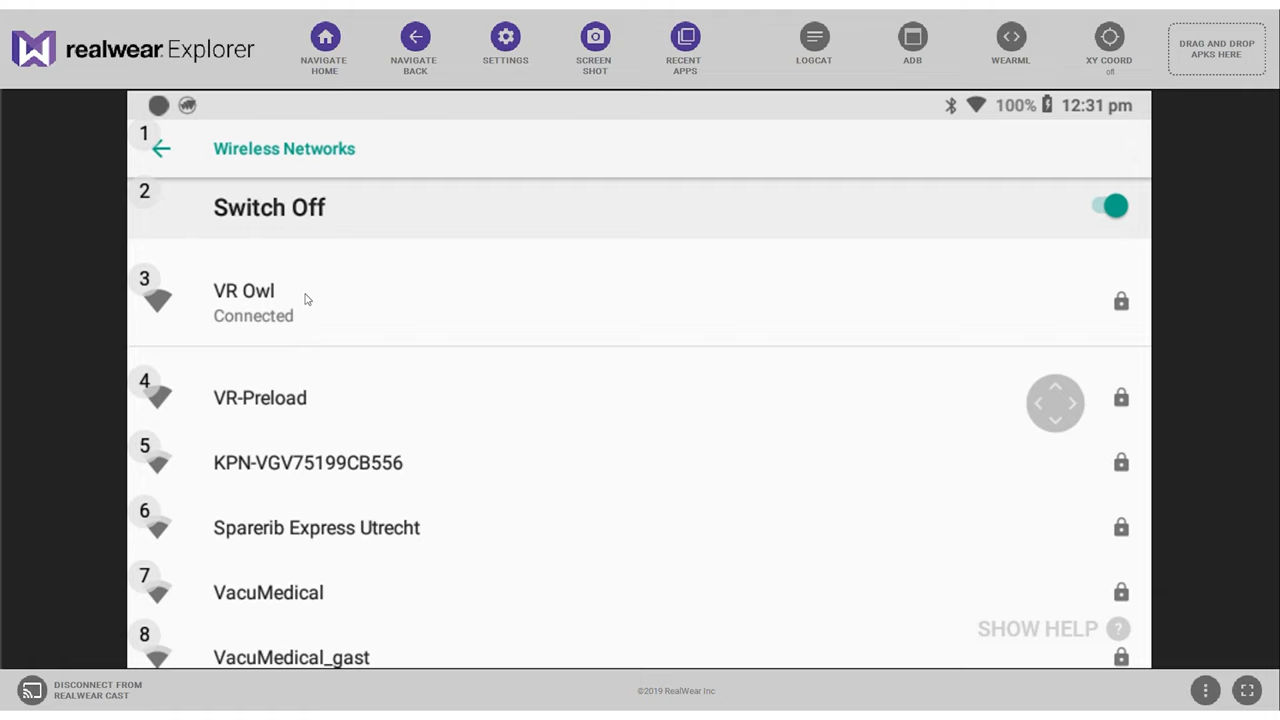 realwear Explorer
NAVIGATE
HOME
NAVIGATE
BACK
SETTINGS
SCREEN
SHOT
RECENT
APPS
LOGCAT
ADB
WEARML
XY COORD
off
DRAG AND DROP
APKS HERE
100% 12:31 pm
1 Wireless Networks
2 Switch Off
3 VR Owl
Connected
4 VR-Preload
5 KPN-VGV75199CB556
6 Sparerib Express Utrecht
7 VacuMedical
SHOW HELP ?
8 VacuMedical_gast
DISCONNECT FROM
REALWEAR CAST
©2019 RealWear Inc